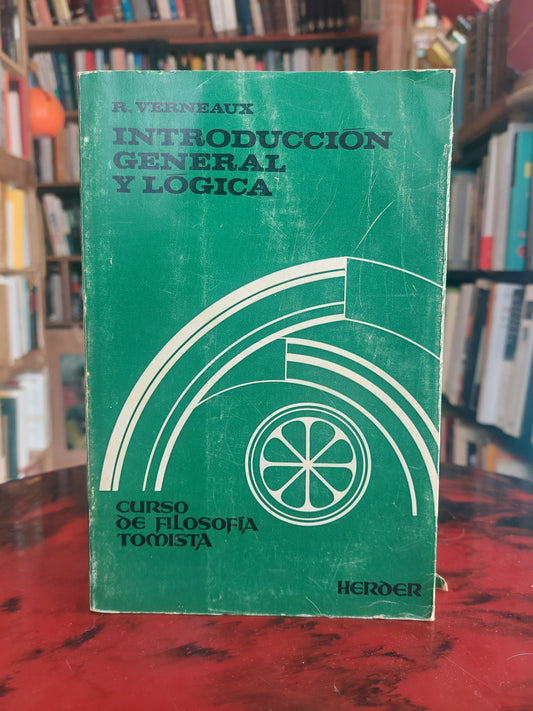 R. VERNEAUX
INTRODUCCIÓN
GENERAL
Y LÓGICA
CURSO
DE FILOSOFÍA
TOMISTA
HERDER